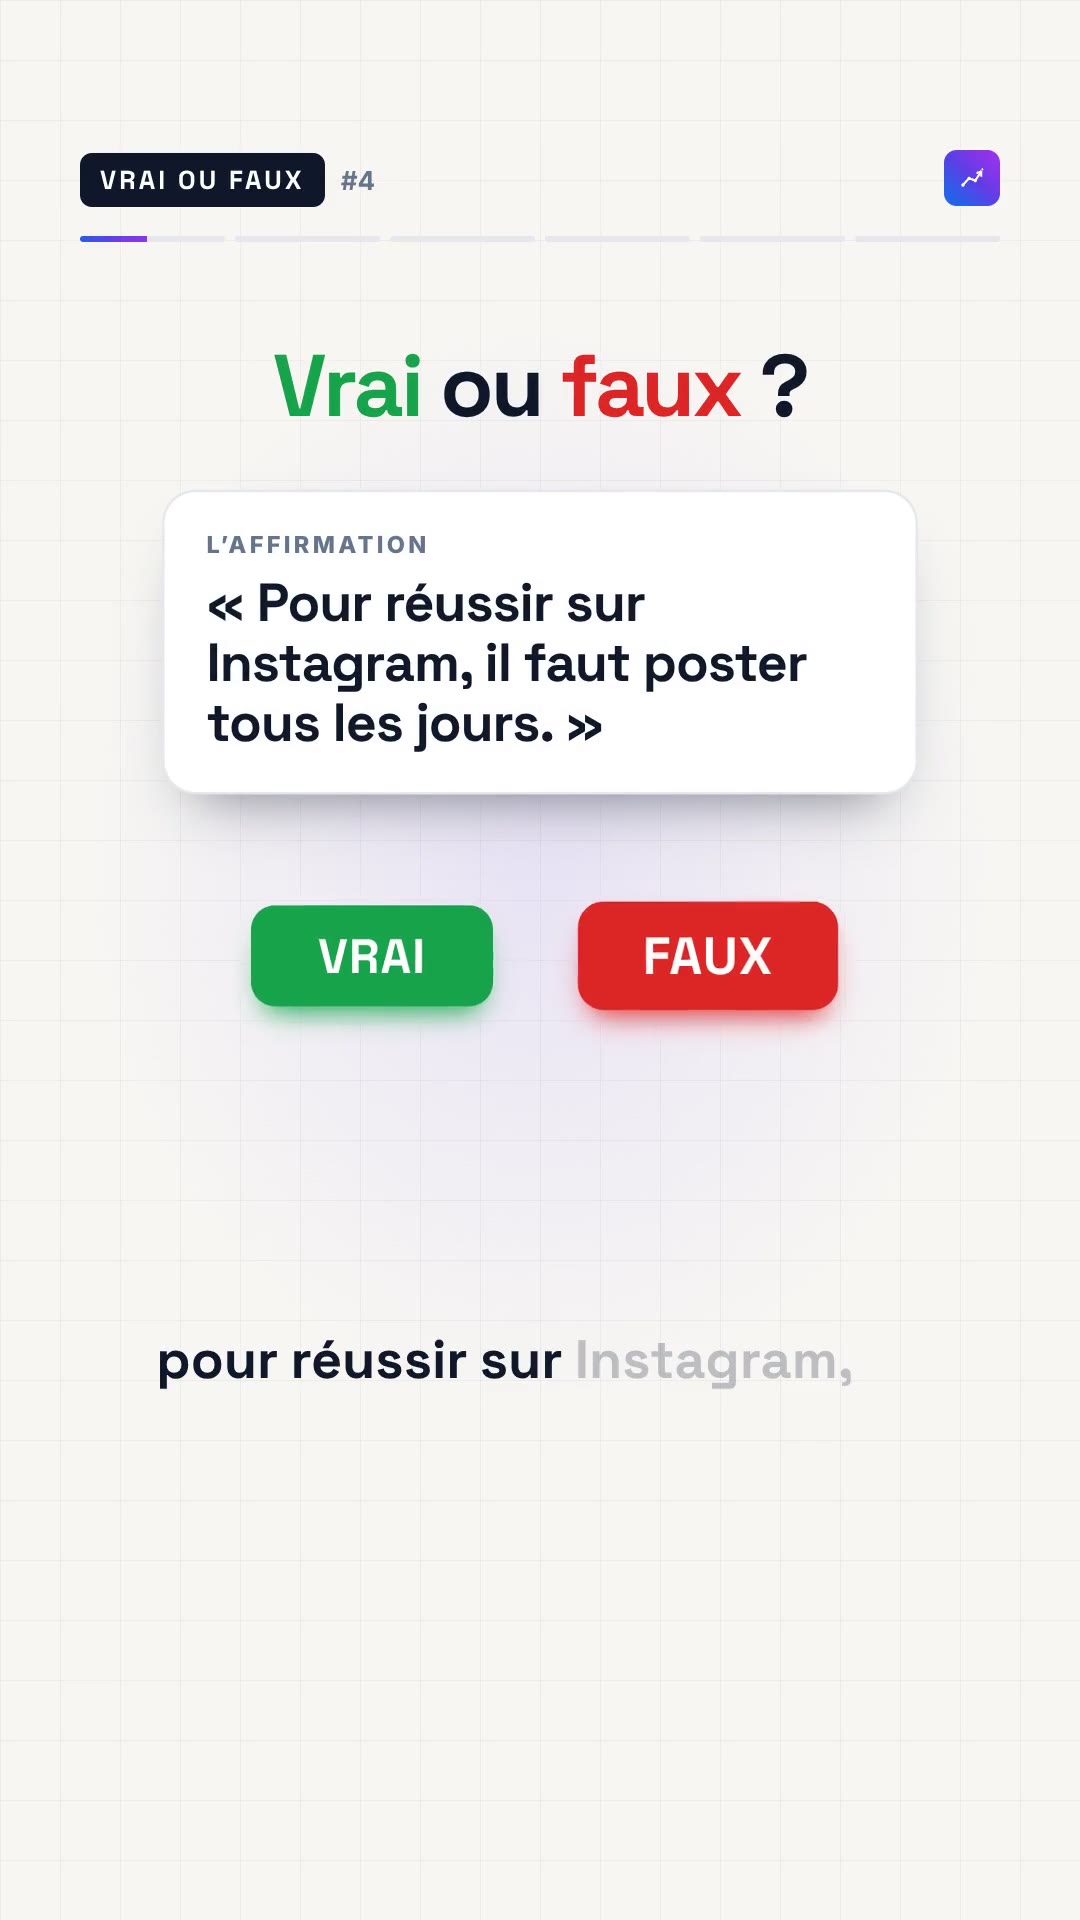 VRAI OU FAUX #4
Vrai ou faux ?
L’AFFIRMATION
« Pour réussir sur
Instagram, il faut poster
tous les jours. »
VRAI FAUX
pour réussir sur Instagram,